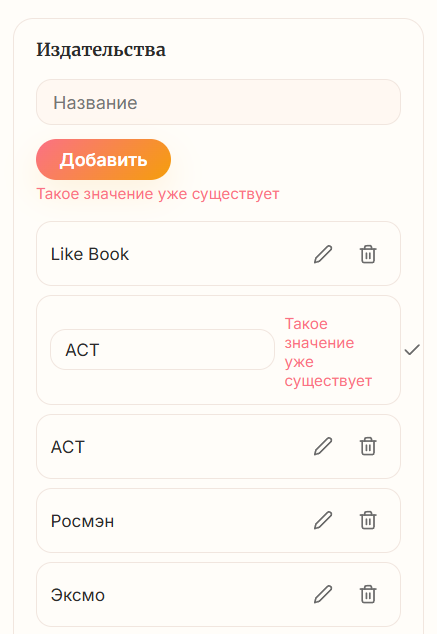 Издательства
Название
Добавить
Такое значение уже существует
Like Book
АСТ
Такое
значение
уже
существует
АСТ
Росмэн
Эксмо